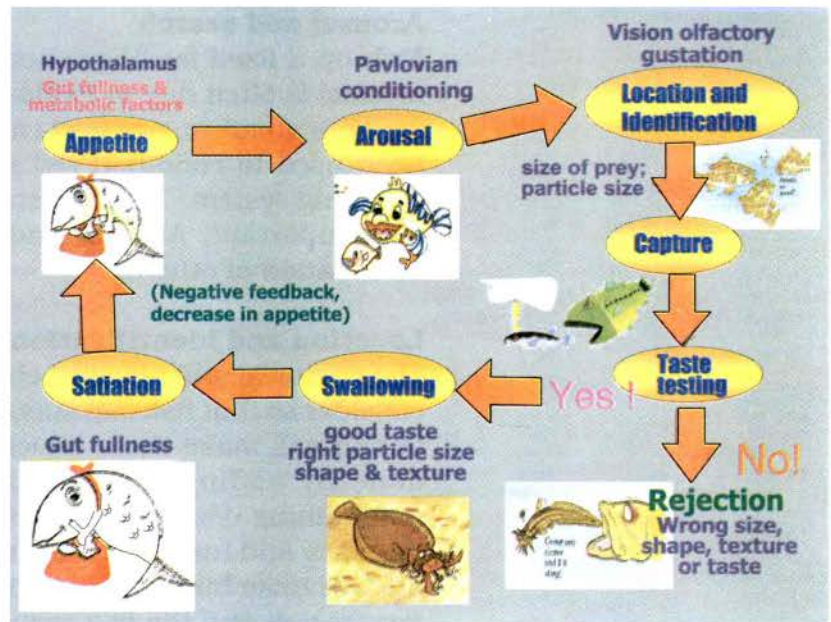 Hypothalamus
Gut fullness &
metabolic factors
Appetite
Pavlovian
conditioning
Arousal
Vision olfactory
gustation
Location and
Identification
size of prey;
particle size
Capture
Taste
testing
Yes !
Swallowing
good taste
right particle size
shape & texture
Satiation
Gut fullness
(Negative feedback,
decrease in appetite)
No!
Rejection
Wrong size,
shape, texture
or taste